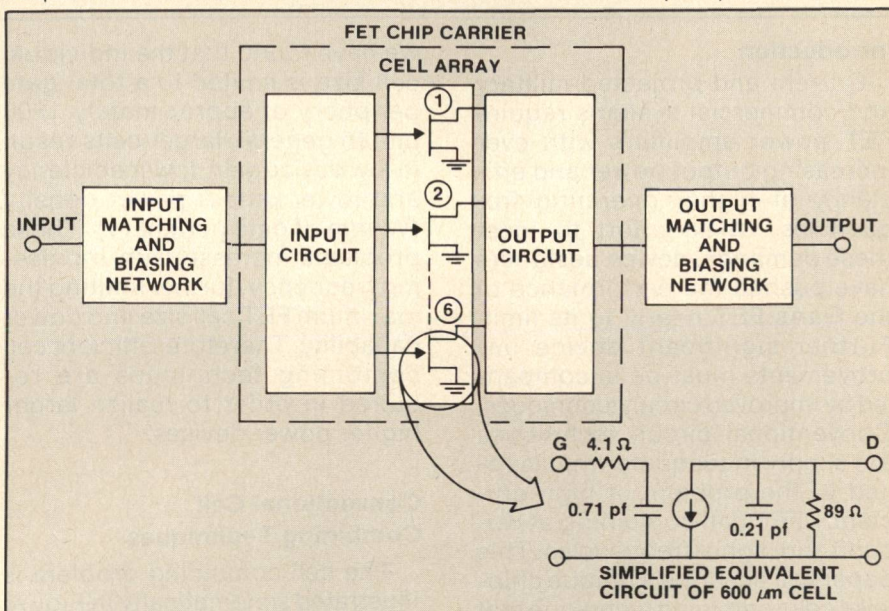 FET CHIP CARRIER
CELL ARRAY
1
2
6
INPUT
INPUT
MATCHING
AND
BIASING
NETWORK
INPUT
CIRCUIT
OUTPUT
CIRCUIT
OUTPUT
MATCHING
AND
BIASING
NETWORK
OUTPUT
G
4.1 Ω
D
0.71 pf
0.21 pf
89 Ω
SIMPLIFIED EQUIVALENT
CIRCUIT OF 600 μm CELL